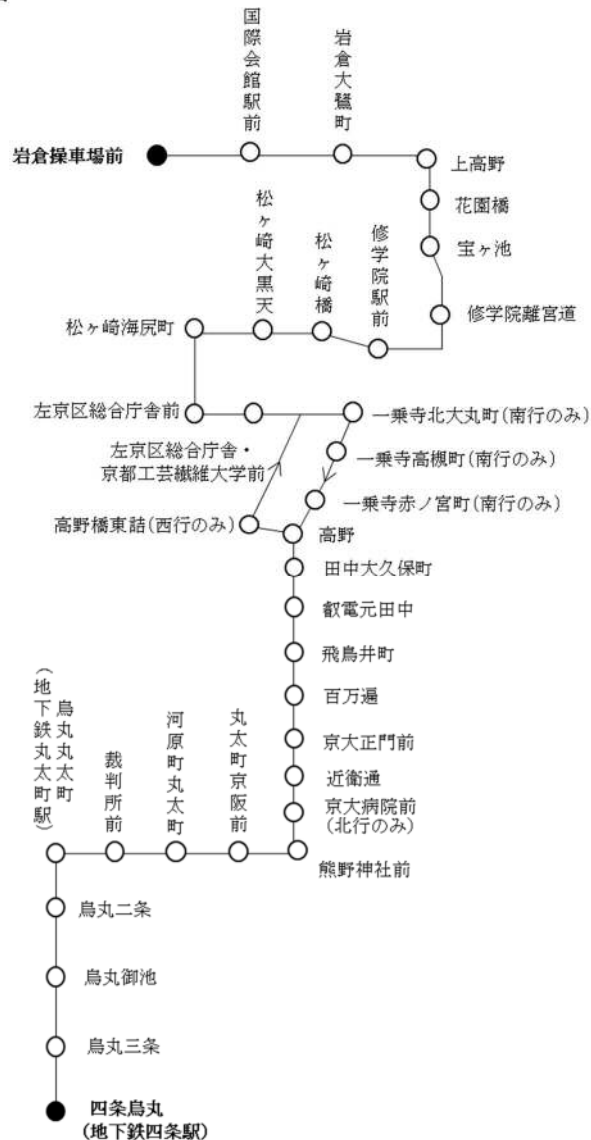 国際会館駅前
岩倉大鷺町
岩倉操車場前
上高野
花園橋
宝ヶ池
修学院離宮道
修学院駅前
松ヶ崎橋
松ヶ崎大黒天
松ヶ崎海尻町
左京区総合庁舎前
左京区総合庁舎・
京都工芸繊維大学前
一乗寺北大丸町(南行のみ)
一乗寺高槻町(南行のみ)
一乗寺赤ノ宮町(南行のみ)
高野橋東詰(西行のみ)
高野
田中大久保町
叡電元田中
飛鳥井町
百万遍
京大正門前
近衛通
京大病院前
(北行のみ)
熊野神社前
丸太町京阪前
河原町丸太町
裁判所前
烏丸丸太町
(地下鉄丸太町駅)
烏丸二条
烏丸御池
烏丸三条
四条烏丸
(地下鉄四条駅)